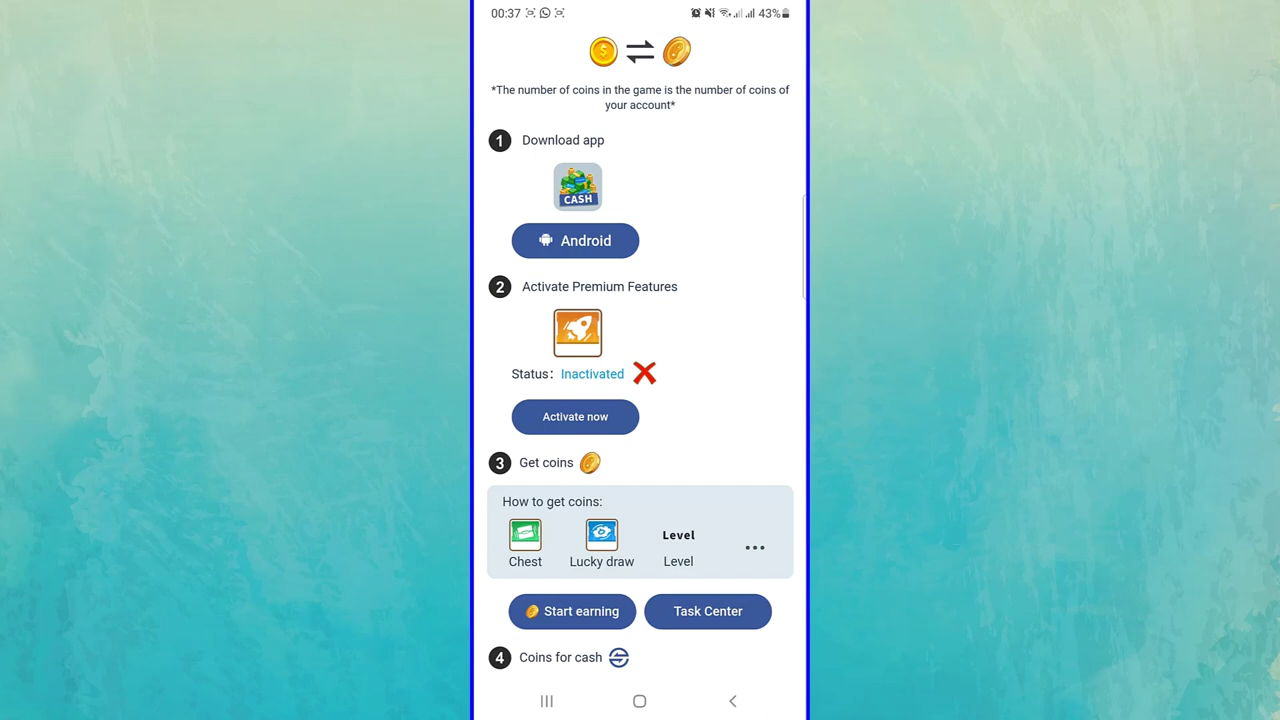 00:37
43%
*The number of coins in the game is the number of coins of
your account*
1 Download app
CASH
Android
2 Activate Premium Features
Status: Inactivated
Activate now
3 Get coins
How to get coins:
Level
Chest Lucky draw Level
Start earning Task Center
4 Coins for cash